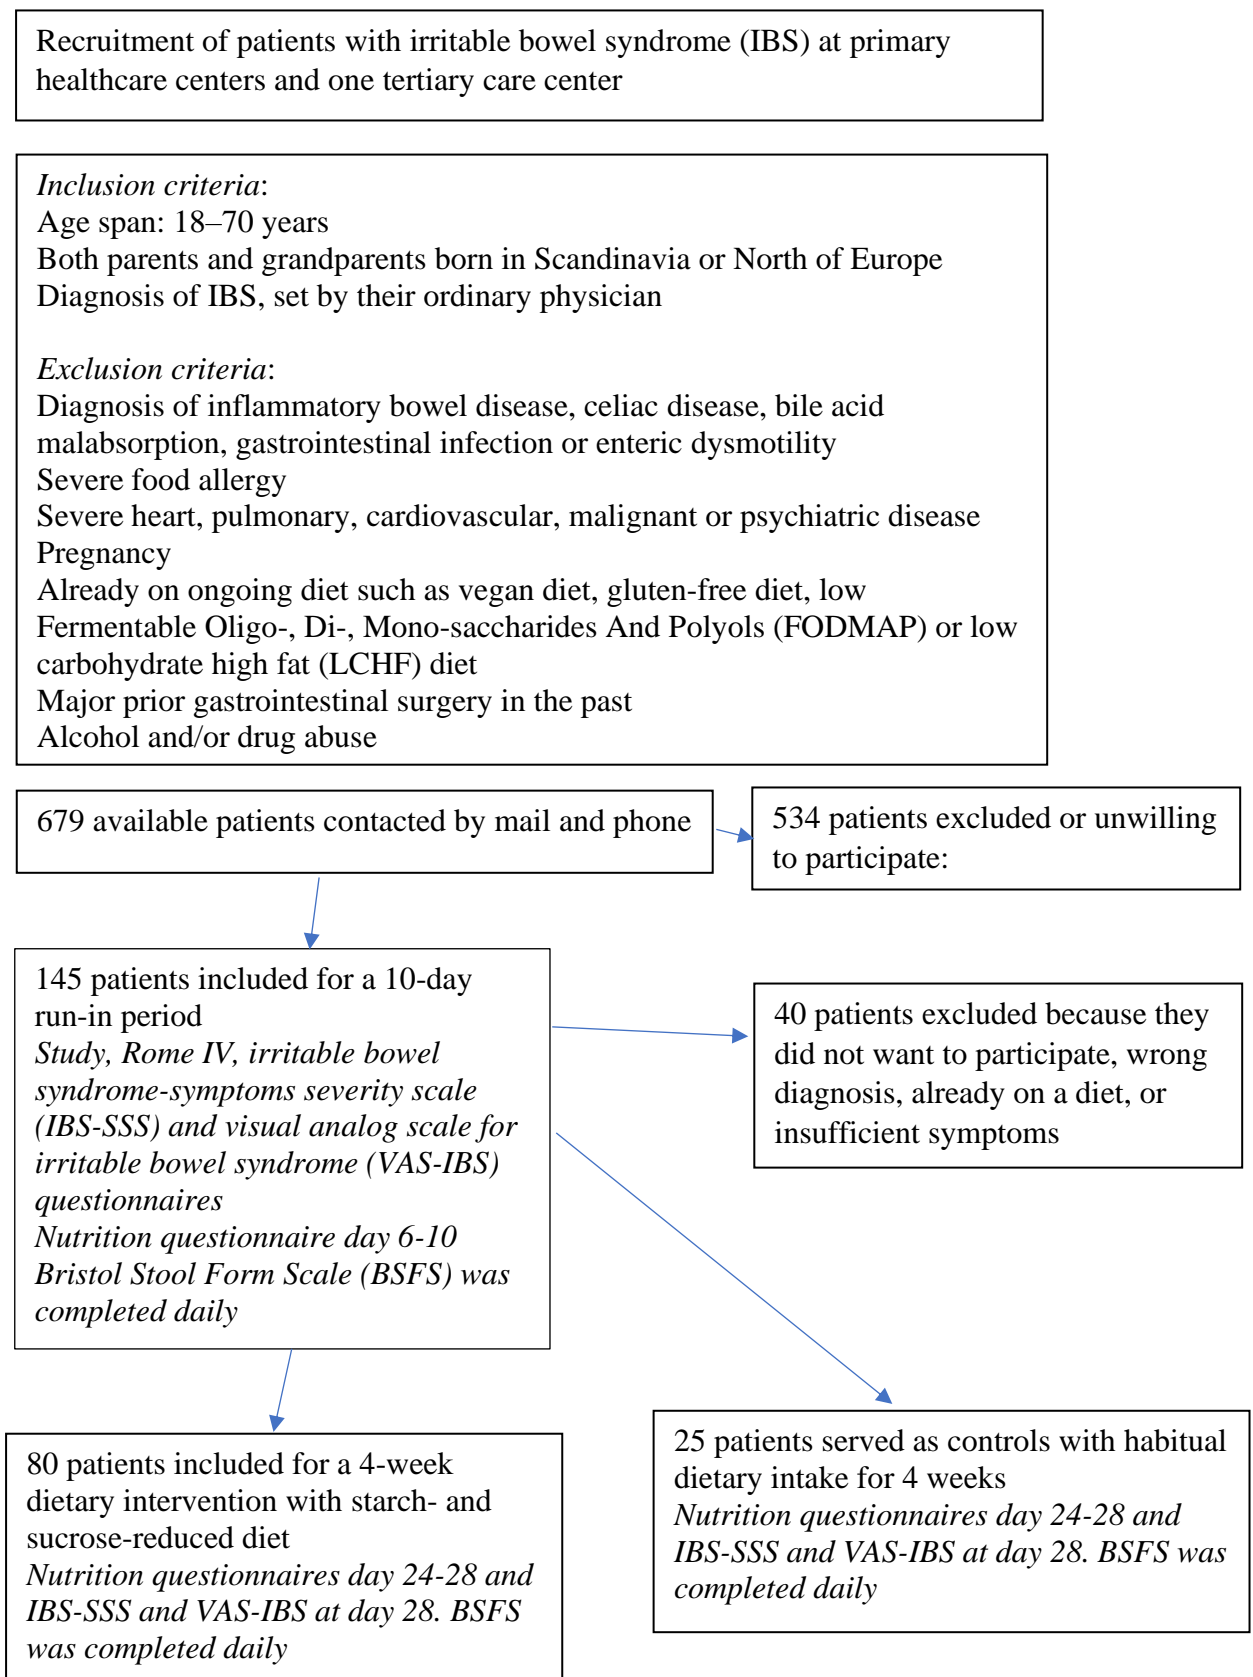 Recruitment of patients with irritable bowel syndrome (IBS) at primary
healthcare centers and one tertiary care center
Inclusion criteria:
Age span: 18–70 years
Both parents and grandparents born in Scandinavia or North of Europe
Diagnosis of IBS, set by their ordinary physician
Exclusion criteria:
Diagnosis of inflammatory bowel disease, celiac disease, bile acid
malabsorption, gastrointestinal infection or enteric dysmotility
Severe food allergy
Severe heart, pulmonary, cardiovascular, malignant or psychiatric disease
Pregnancy
Already on ongoing diet such as vegan diet, gluten-free diet, low
Fermentable Oligo-, Di-, Mono-saccharides And Polyols (FODMAP) or low
carbohydrate high fat (LCHF) diet
Major prior gastrointestinal surgery in the past
Alcohol and/or drug abuse
679 available patients contacted by mail and phone
534 patients excluded or unwilling
to participate:
145 patients included for a 10-day
run-in period
Study, Rome IV, irritable bowel
syndrome-symptoms severity scale
(IBS-SSS) and visual analog scale for
irritable bowel syndrome (VAS-IBS)
questionnaires
Nutrition questionnaire day 6-10
Bristol Stool Form Scale (BSFS) was
completed daily
40 patients excluded because they
did not want to participate, wrong
diagnosis, already on a diet, or
insufficient symptoms
80 patients included for a 4-week
dietary intervention with starch- and
sucrose-reduced diet
Nutrition questionnaires day 24-28 and
IBS-SSS and VAS-IBS at day 28. BSFS
was completed daily
25 patients served as controls with habitual
dietary intake for 4 weeks
Nutrition questionnaires day 24-28 and
IBS-SSS and VAS-IBS at day 28. BSFS was
completed daily